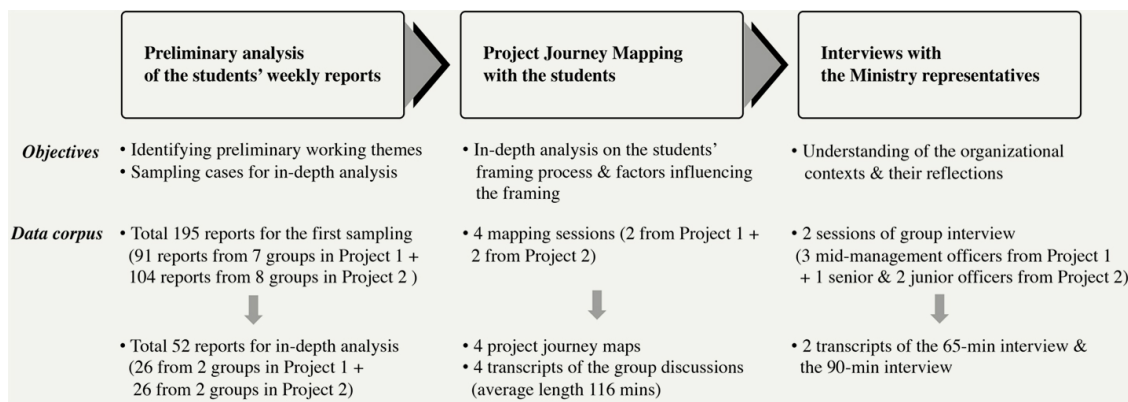 Preliminary analysis
of the students' weekly reports
Project Journey Mapping
with the students
Interviews with
the Ministry representatives
Objectives
• Identifying preliminary working themes
• Sampling cases for in-depth analysis
• In-depth analysis on the students'
framing process & factors influencing
the framing
• Understanding of the organizational
contexts & their reflections
Data corpus
• Total 195 reports for the first sampling
(91 reports from 7 groups in Project 1 +
104 reports from 8 groups in Project 2 )
• 4 mapping sessions (2 from Project 1 +
2 from Project 2)
• 2 sessions of group interview
(3 mid-management officers from Project 1
+ 1 senior & 2 junior officers from Project 2)
• Total 52 reports for in-depth analysis
(26 from 2 groups in Project 1 +
26 from 2 groups in Project 2)
• 4 project journey maps
• 4 transcripts of the group discussions
(average length 116 mins)
• 2 transcripts of the 65-min interview &
the 90-min interview